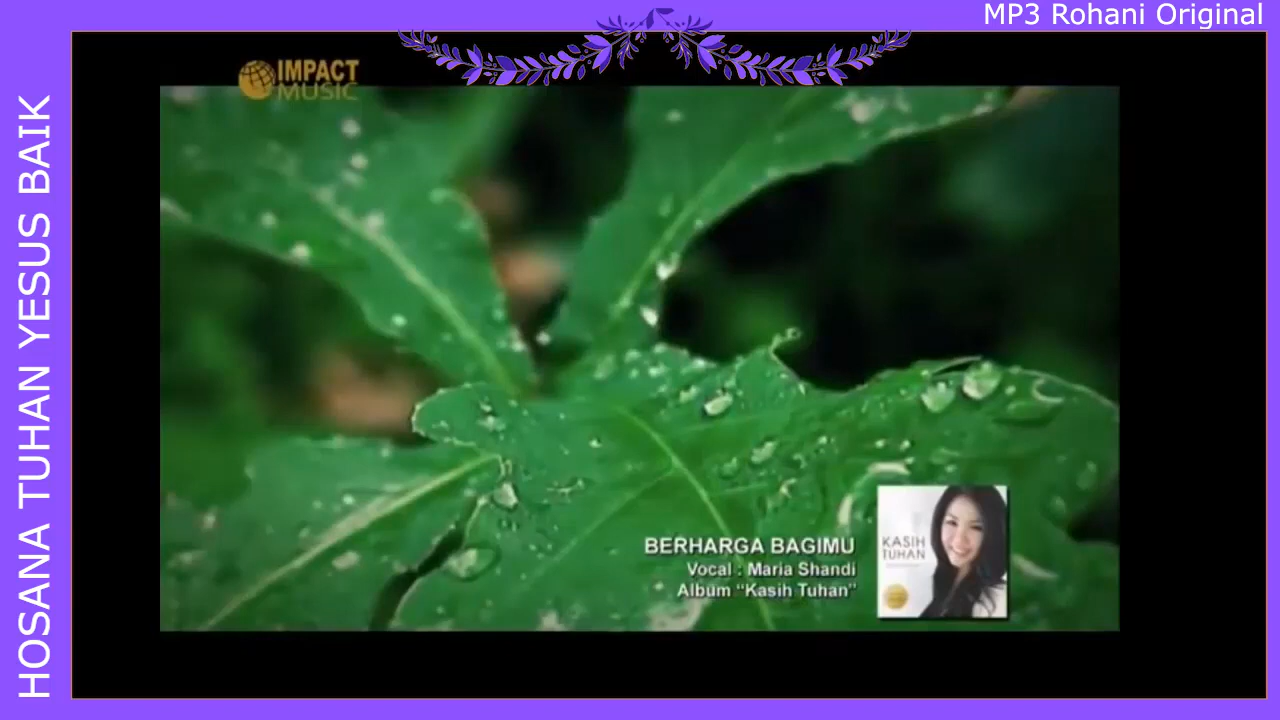 MP3 Rohani Original
IMPACT
MUSIC
HOSANA TUHAN YESUS BAIK
BERHARGA BAGIMU
Vocal : Maria Shandi
Album “Kasih Tuhan”
KASIH
TUHAN